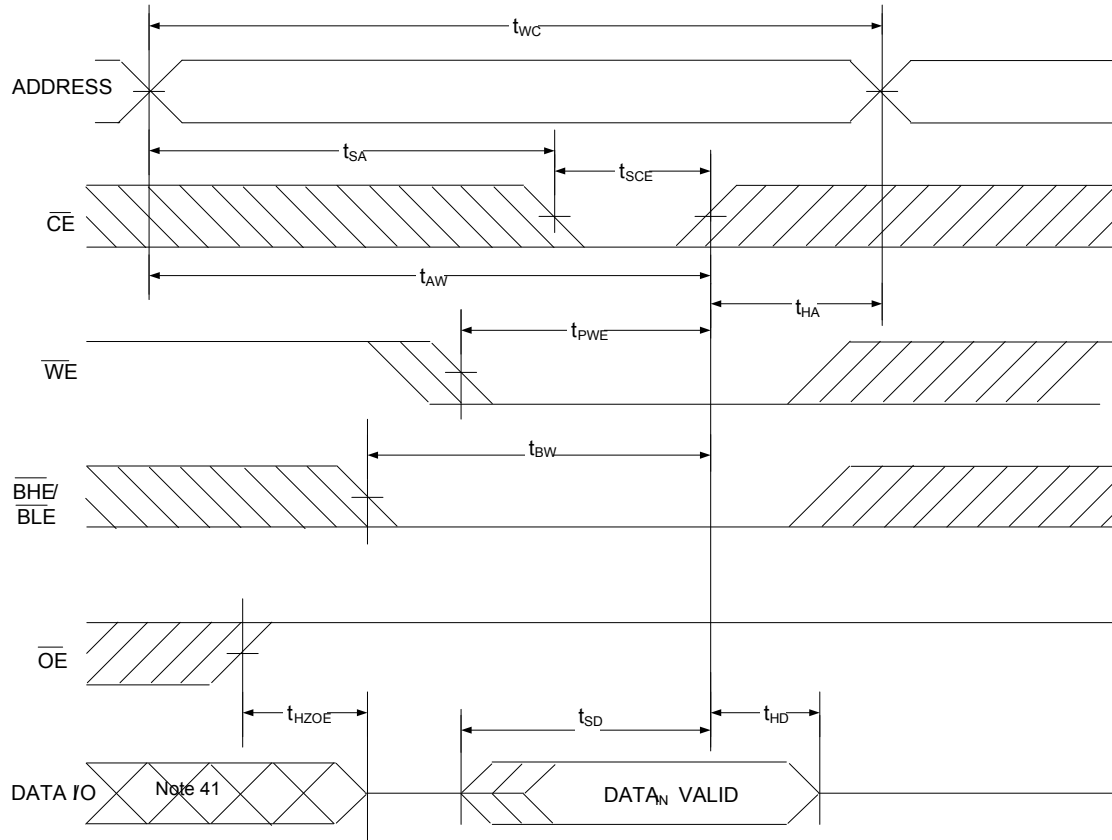 tWC
ADDRESS
tSA
tSCE
CE
tAW
tHA
tPWE
WE
tBW
BHE/
BLE
OE
tHZOE
tSD
tHD
DATA I/O
Note 41
DATAIN VALID